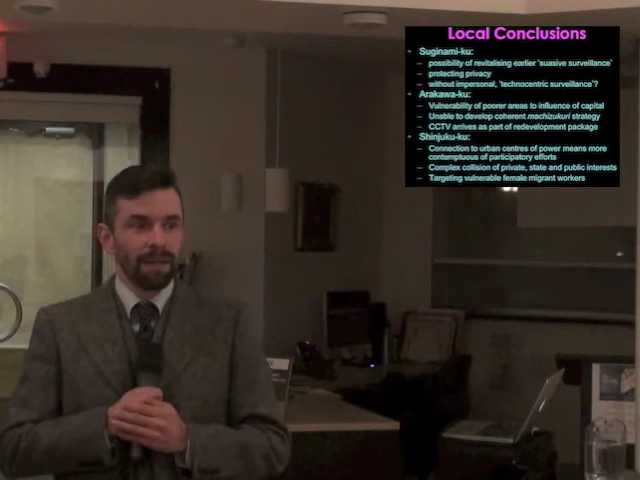 Local Conclusions
• Suginami-ku:
– possibility of revitalising earlier 'suasive surveillance'
– protecting privacy
– without impersonal, 'technocentric surveillance'?
• Arakawa-ku:
– Vulnerability of poorer areas to influence of capital
– Unable to develop coherent machizukuri strategy
– CCTV arrives as part of redevelopment package
• Shinjuku-ku:
– Connection to urban centres of power means more
contemptuous of participatory efforts
– Complex collision of private, state and public interests
– Targeting vulnerable female migrant workers